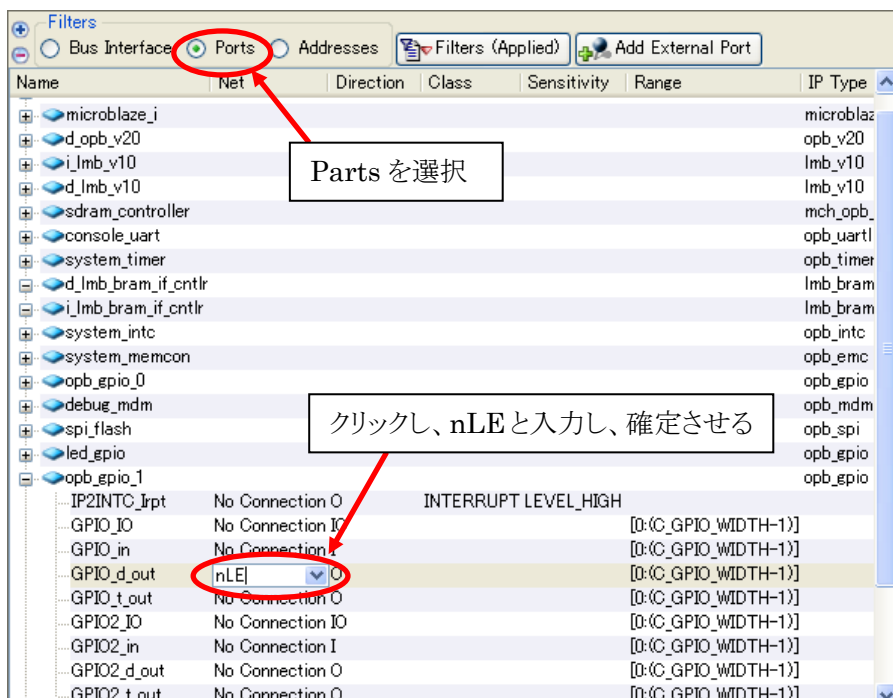 Filters
Bus Interface Ports Addresses Filters (Applied) Add External Port
Name Net Direction Class Sensitivity Range IP Type
microblaze_i microblaz
d_opb_v20 opb_v20
i_lmb_v10 lmb_v10
d_lmb_v10 lmb_v10
Parts を選択
sdram_controller mch_opb_
console_uart opb_uartl
system_timer opb_timer
d_lmb_bram_if_cntlr lmb_bram
i_lmb_bram_if_cntlr lmb_bram
system_intc opb_intc
system_memcon opb_emc
opb_gpio_0 opb_gpio
debug_mdm opb_mdm
クリックし、nLEと入力し、確定させる
spi_flash opb_spi
led_gpio opb_gpio
opb_gpio_1 opb_gpio
IP2INTC_Irpt No Connection O INTERRUPT LEVEL_HIGH
GPIO_IO No Connection IO [0:(C_GPIO_WIDTH-1)]
GPIO_in No Connection I [0:(C_GPIO_WIDTH-1)]
GPIO_d_out nLE O [0:(C_GPIO_WIDTH-1)]
GPIO_t_out No Connection O [0:(C_GPIO_WIDTH-1)]
GPIO2_IO No Connection IO [0:(C_GPIO_WIDTH-1)]
GPIO2_in No Connection I [0:(C_GPIO_WIDTH-1)]
GPIO2_d_out No Connection O [0:(C_GPIO_WIDTH-1)]
GPIO2_t_out No Connection O [0:(C_GPIO_WIDTH-1)]